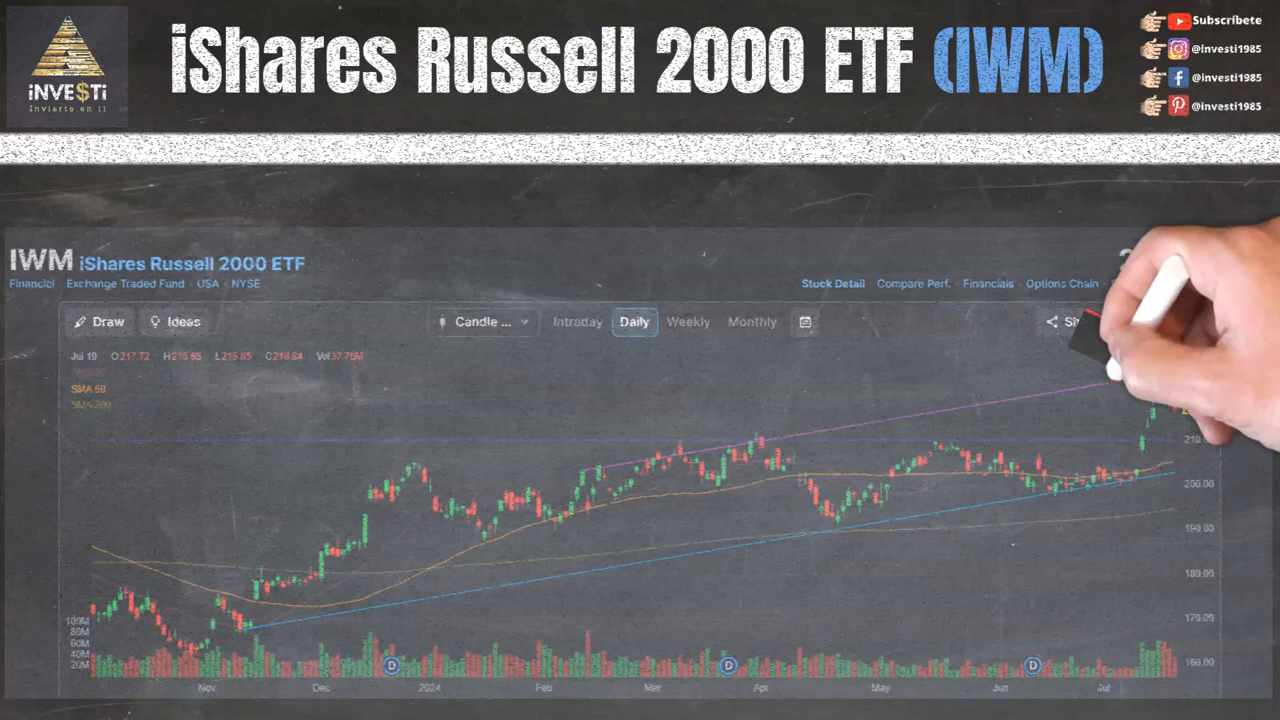 iShares Russell 2000 ETF (IWM)
iNVE$Ti
Invierte en ti
Subscríbete
@investi1985
@investi1985
@investi1985
IWM iShares Russell 2000 ETF
Financial · Exchange Traded Fund · USA · NYSE
Stock Detail · Compare Perf. · Financials · Options Chain
Draw Ideas Candle ... Intraday Daily Weekly Monthly
Jul 19
SMA 50
SMA 200
210.
200.00
190.00
180.00
170.00
160.00
100M
80M
60M
40M
20M
D D D
Nov Dec 2024 Feb Mar Apr May Jun Jul